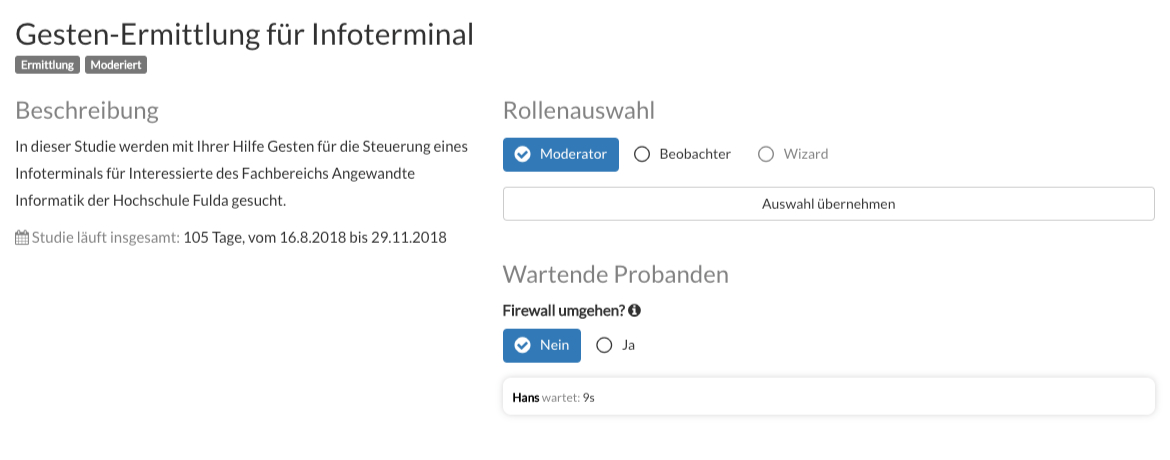 Gesten-Ermittlung für Infoterminal
Ermittlung Moderiert
Beschreibung
In dieser Studie werden mit Ihrer Hilfe Gesten für die Steuerung eines
Infoterminals für Interessierte des Fachbereichs Angewandte
Informatik der Hochschule Fulda gesucht.
Studie läuft insgesamt: 105 Tage, vom 16.8.2018 bis 29.11.2018
Rollenauswahl
Moderator Beobachter Wizard
Auswahl übernehmen
Wartende Probanden
Firewall umgehen?
Nein Ja
Hans wartet: 9s